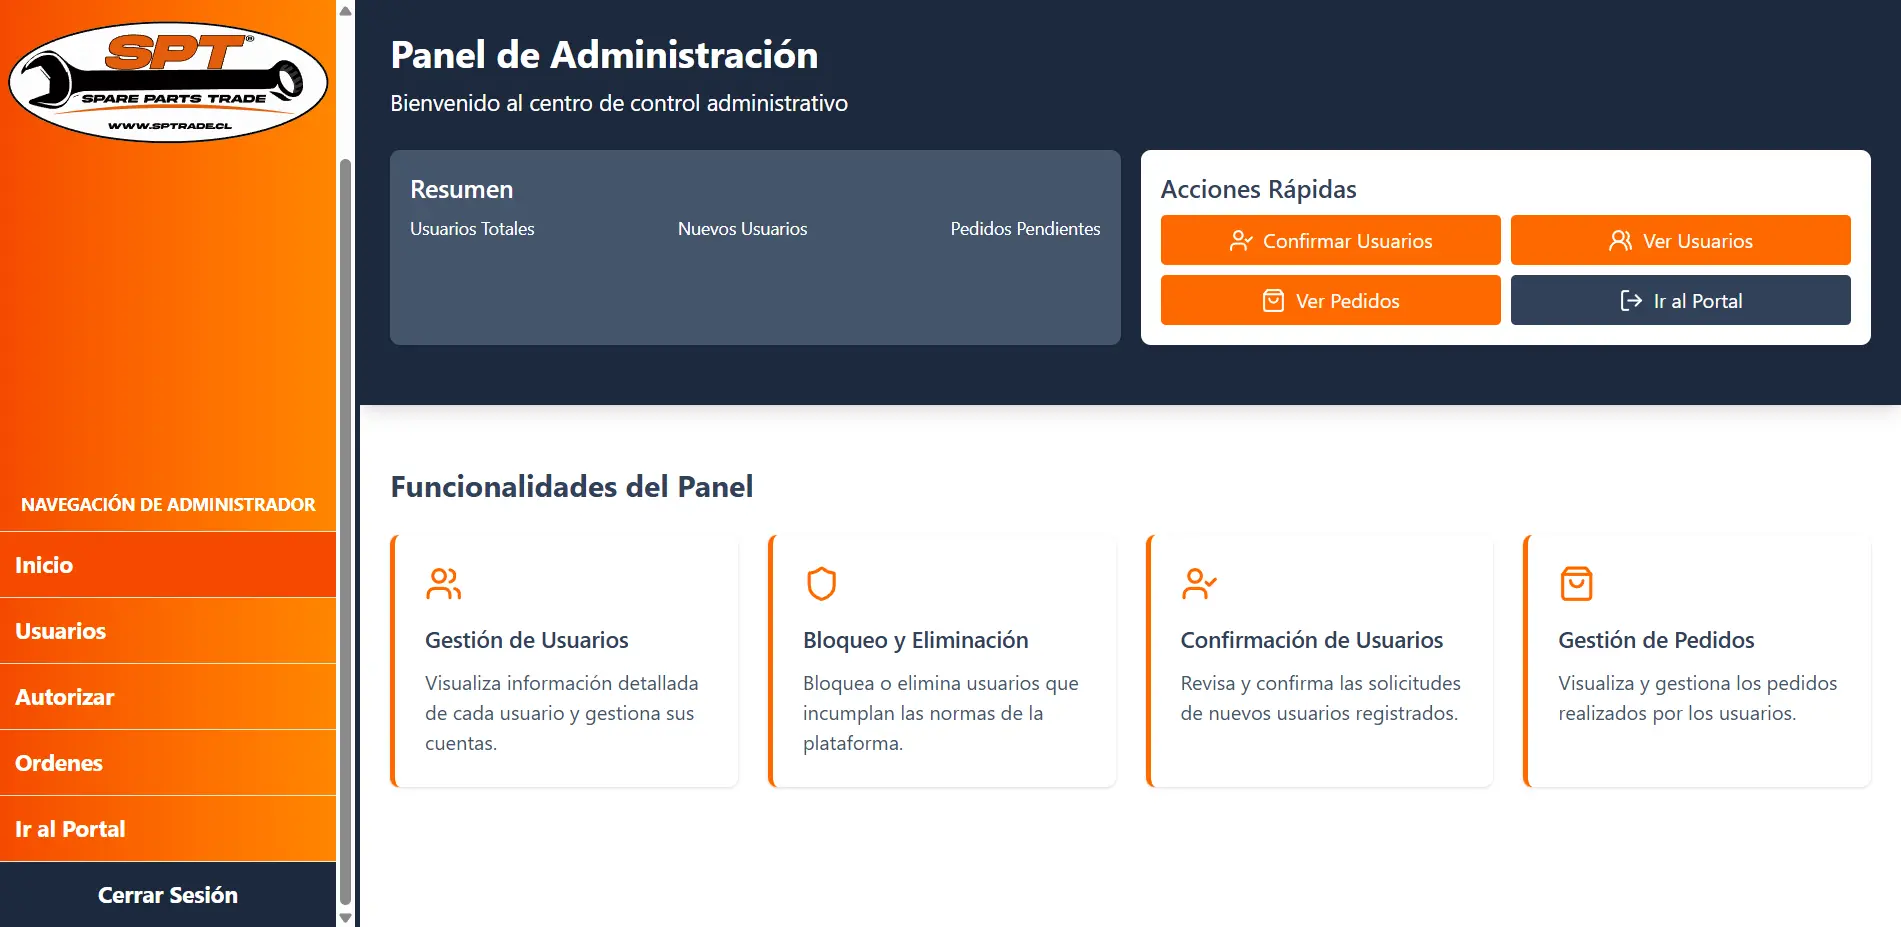 SPT®
SPARE PARTS TRADE
WWW.SPTRADE.CL
NAVEGACIÓN DE ADMINISTRADOR
Inicio
Usuarios
Autorizar
Ordenes
Ir al Portal
Cerrar Sesión
Panel de Administración
Bienvenido al centro de control administrativo
Resumen
Usuarios Totales
Nuevos Usuarios
Pedidos Pendientes
Acciones Rápidas
Confirmar Usuarios
Ver Usuarios
Ver Pedidos
Ir al Portal
Funcionalidades del Panel
Gestión de Usuarios
Visualiza información detallada
de cada usuario y gestiona sus
cuentas.
Bloqueo y Eliminación
Bloquea o elimina usuarios que
incumplan las normas de la
plataforma.
Confirmación de Usuarios
Revisa y confirma las solicitudes
de nuevos usuarios registrados.
Gestión de Pedidos
Visualiza y gestiona los pedidos
realizados por los usuarios.